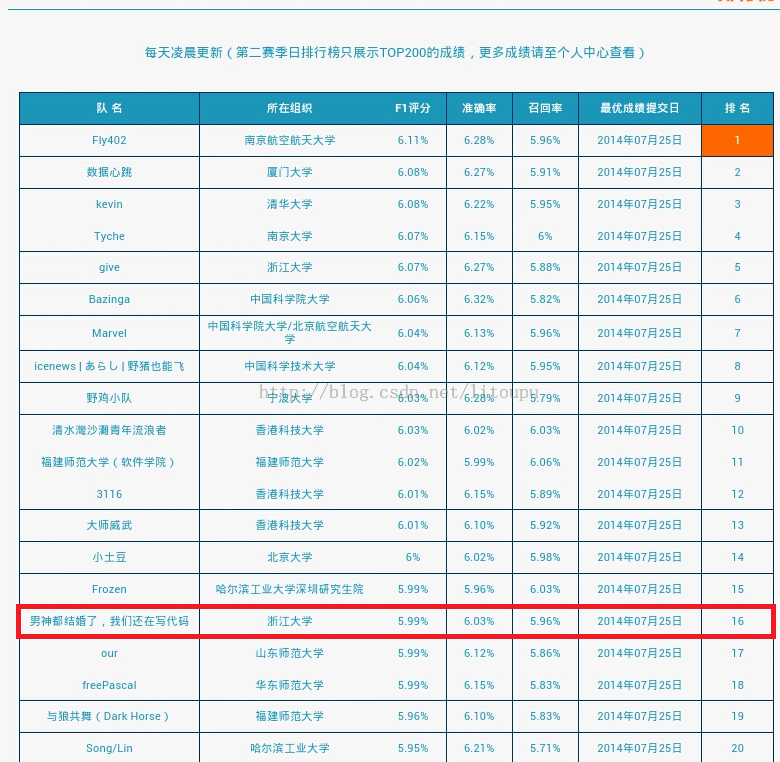 每天凌晨更新（第二赛季日排行榜只展示TOP200的成绩，更多成绩请至个人中心查看）
队 名 所在组织 F1评分 准确率 召回率 最优成绩提交日 排 名
Fly402 南京航空航天大学 6.11% 6.28% 5.96% 2014年07月25日 1
数据心跳 厦门大学 6.08% 6.27% 5.91% 2014年07月25日 2
kevin 清华大学 6.08% 6.22% 5.95% 2014年07月25日 3
Tyche 南京大学 6.07% 6.15% 6% 2014年07月25日 4
give 浙江大学 6.07% 6.27% 5.88% 2014年07月25日 5
Bazinga 中国科学院大学 6.06% 6.32% 5.82% 2014年07月25日 6
Marvel 中国科学院大学/北京航空航天大学 6.04% 6.13% 5.96% 2014年07月25日 7
icenews | あらし | 野猪也能飞 中国科学技术大学 6.04% 6.12% 5.95% 2014年07月25日 8
http://blog.csdn.net/litoupu
野鸡小队 宁波大学 6.03% 6.28% 5.79% 2014年07月25日 9
清水灣沙灘青年流浪者 香港科技大学 6.03% 6.02% 6.03% 2014年07月25日 10
福建师范大学（软件学院） 福建师范大学 6.02% 5.99% 6.06% 2014年07月25日 11
3116 香港科技大学 6.01% 6.15% 5.89% 2014年07月25日 12
大师威武 香港科技大学 6.01% 6.10% 5.92% 2014年07月25日 13
小土豆 北京大学 6% 6.02% 5.98% 2014年07月25日 14
Frozen 哈尔滨工业大学深圳研究生院 5.99% 5.96% 6.03% 2014年07月25日 15
男神都结婚了，我们还在写代码 浙江大学 5.99% 6.03% 5.96% 2014年07月25日 16
our 山东师范大学 5.99% 6.12% 5.86% 2014年07月25日 17
freePascal 华东师范大学 5.99% 6.15% 5.83% 2014年07月25日 18
与狼共舞（Dark Horse） 福建师范大学 5.96% 6.10% 5.83% 2014年07月25日 19
Song/Lin 哈尔滨工业大学 5.95% 6.21% 5.71% 2014年07月25日 20